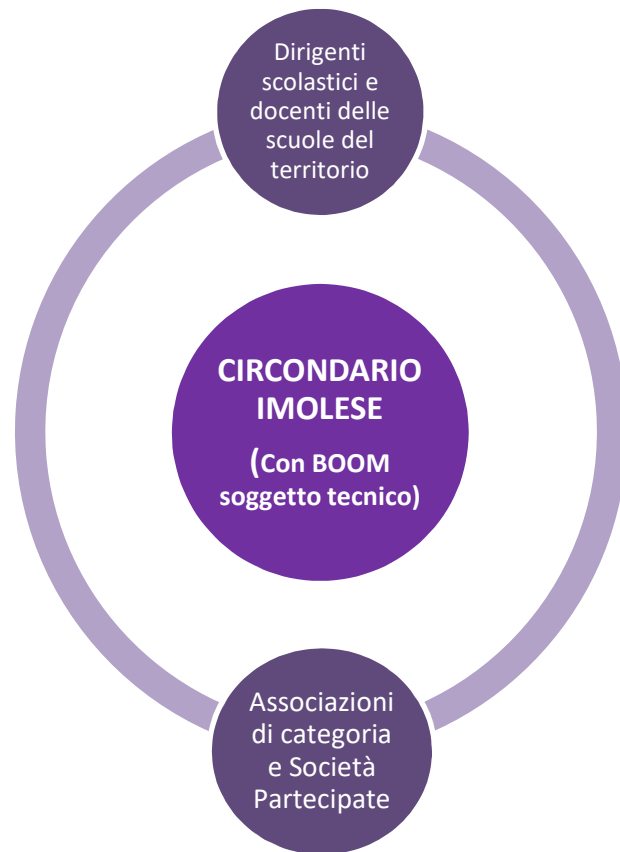 Dirigenti
scolastici e
docenti delle
scuole del
territorio
CIRCONDARIO
IMOLESE
(Con BOOM
soggetto tecnico)
Associazioni
di categoria
e Società
Partecipate